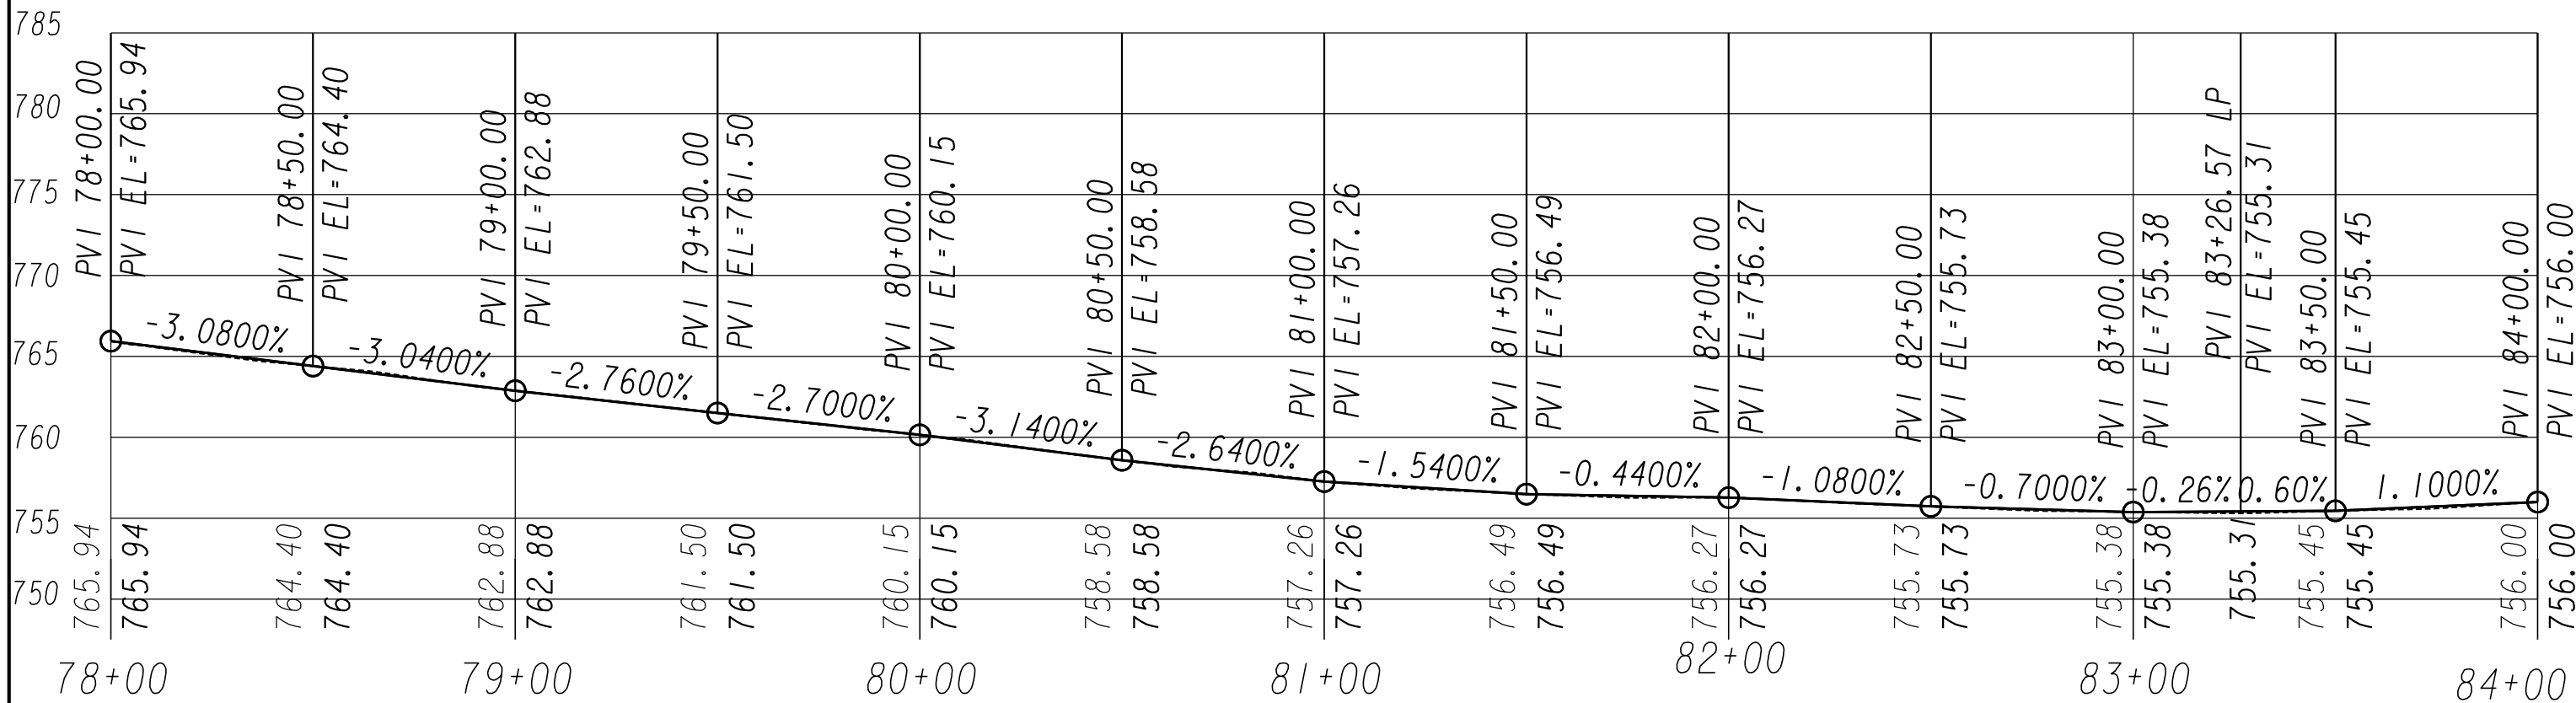 785
780
775
770
765
760
755
750
PVI 78+00.00
PVI EL=765.94
PVI 78+50.00
PVI EL=764.40
PVI 79+00.00
PVI EL=762.88
PVI 79+50.00
PVI EL=761.50
PVI 80+00.00
PVI EL=760.15
PVI 80+50.00
PVI EL=758.58
PVI 81+00.00
PVI EL=757.26
PVI 81+50.00
PVI EL=756.49
PVI 82+00.00
PVI EL=756.27
PVI 82+50.00
PVI EL=755.73
PVI 83+00.00
PVI EL=755.38
PVI 83+26.57 LP
PVI EL=755.31
PVI 83+50.00
PVI EL=755.45
PVI 84+00.00
PVI EL=756.00
-3.0800%
-3.0400%
-2.7600%
-2.7000%
-3.1400%
-2.6400%
-1.5400%
-0.4400%
-1.0800%
-0.7000%
-0.26%
0.60%
1.1000%
765.94
765.94
764.40
764.40
762.88
762.88
761.50
761.50
760.15
760.15
758.58
758.58
757.26
757.26
756.49
756.49
756.27
756.27
755.73
755.73
755.38
755.38
755.31
755.45
755.45
756.00
756.00
78+00
79+00
80+00
81+00
82+00
83+00
84+00